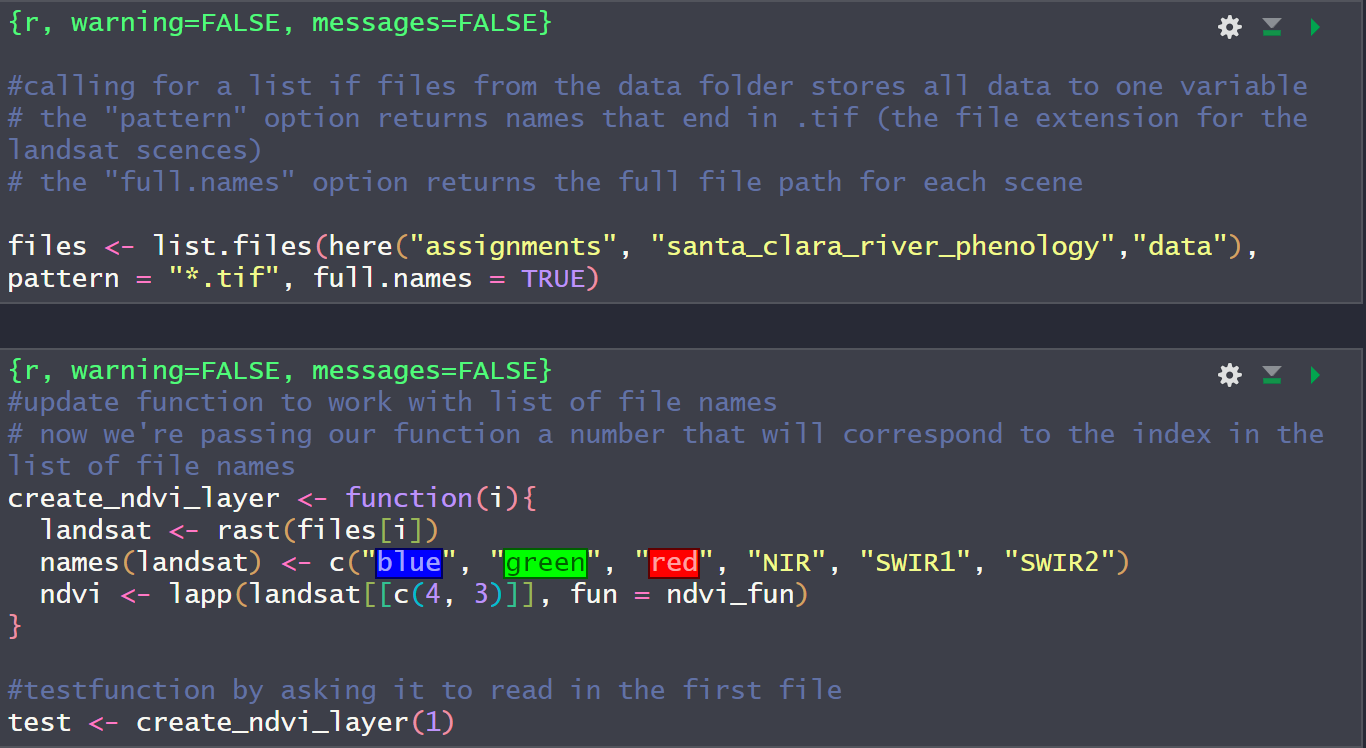 {r, warning=FALSE, messages=FALSE}
#calling for a list if files from the data folder stores all data to one variable
# the "pattern" option returns names that end in .tif (the file extension for the
landsat scences)
# the "full.names" option returns the full file path for each scene
files <- list.files(here("assignments", "santa_clara_river_phenology","data"),
pattern = "*.tif", full.names = TRUE)
{r, warning=FALSE, messages=FALSE}
#update function to work with list of file names
# now we're passing our function a number that will correspond to the index in the
list of file names
create_ndvi_layer <- function(i){
  landsat <- rast(files[i])
  names(landsat) <- c("blue", "green", "red", "NIR", "SWIR1", "SWIR2")
  ndvi <- lapp(landsat[[c(4, 3)]], fun = ndvi_fun)
}
#testfunction by asking it to read in the first file
test <- create_ndvi_layer(1)